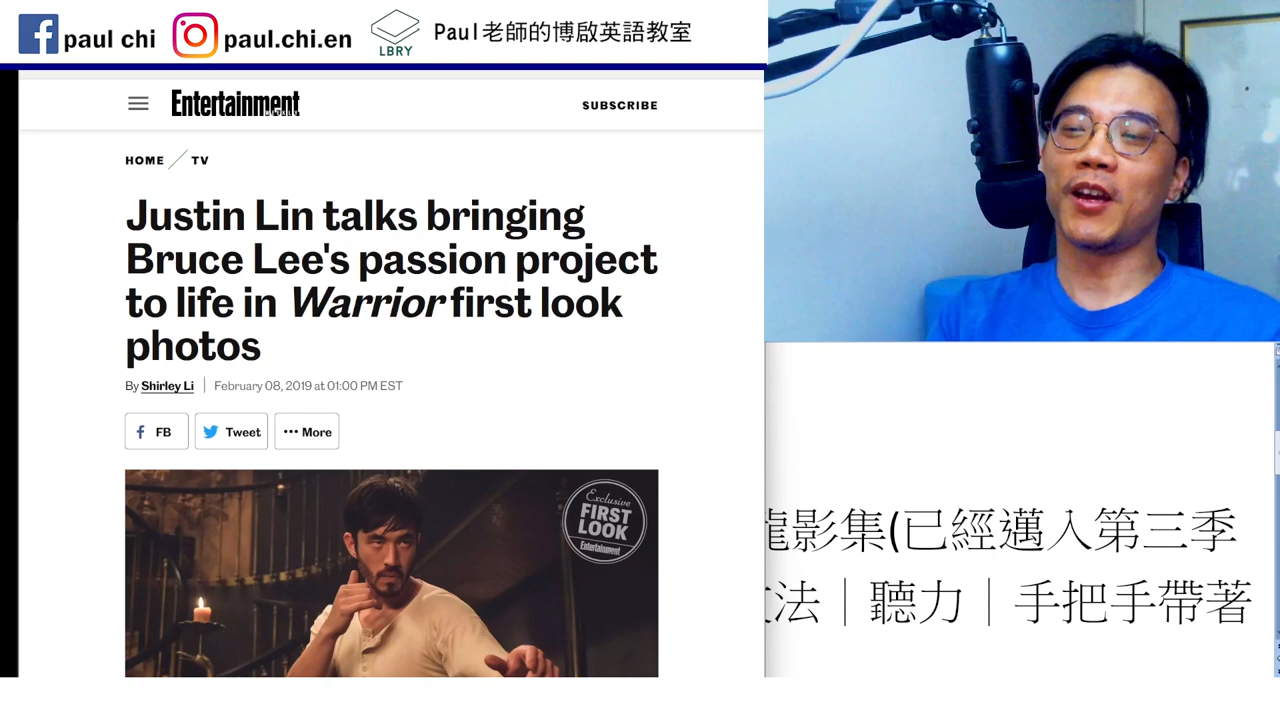 paul chi
paul.chi.en
LBRY
Paul老師的博啟英語教室
Entertainment
SUBSCRIBE
HOME / TV
Justin Lin talks bringing
Bruce Lee's passion project
to life in Warrior first look
photos
By Shirley Li | February 08, 2019 at 01:00 PM EST
FB
Tweet
••• More
Exclusive
FIRST
LOOK
Entertainment
龍影集(已經邁入第三季
法｜聽力｜手把手帶著